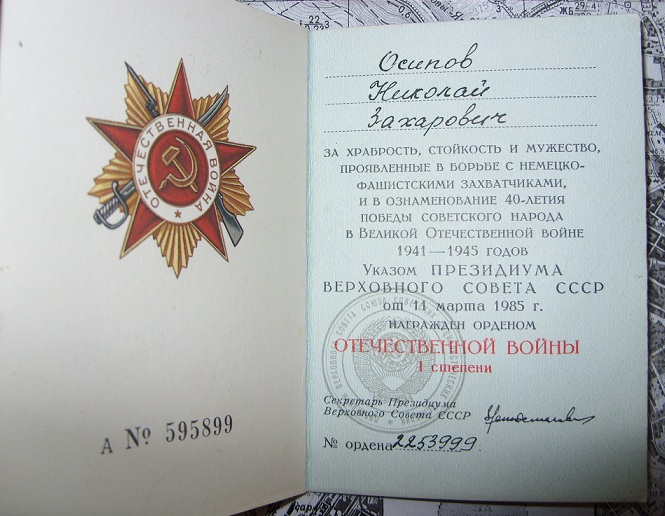 ОТЕЧЕСТВЕННАЯ ВОЙНА
А № 595899
Осипов
Николай
Захарович
ЗА ХРАБРОСТЬ, СТОЙКОСТЬ И МУЖЕСТВО,
ПРОЯВЛЕННЫЕ В БОРЬБЕ С НЕМЕЦКО-
ФАШИСТСКИМИ ЗАХВАТЧИКАМИ,
И В ОЗНАМЕНОВАНИЕ 40-ЛЕТИЯ
ПОБЕДЫ СОВЕТСКОГО НАРОДА
В ВЕЛИКОЙ ОТЕЧЕСТВЕННОЙ ВОЙНЕ
1941—1945 ГОДОВ
УКАЗОМ ПРЕЗИДИУМА
ВЕРХОВНОГО СОВЕТА СССР
от 11 марта 1985 г.
НАГРАЖДЕН ОРДЕНОМ
ОТЕЧЕСТВЕННОЙ ВОЙНЫ
I степени
Секретарь Президиума
Верховного Совета СССР
№ ордена 2253999